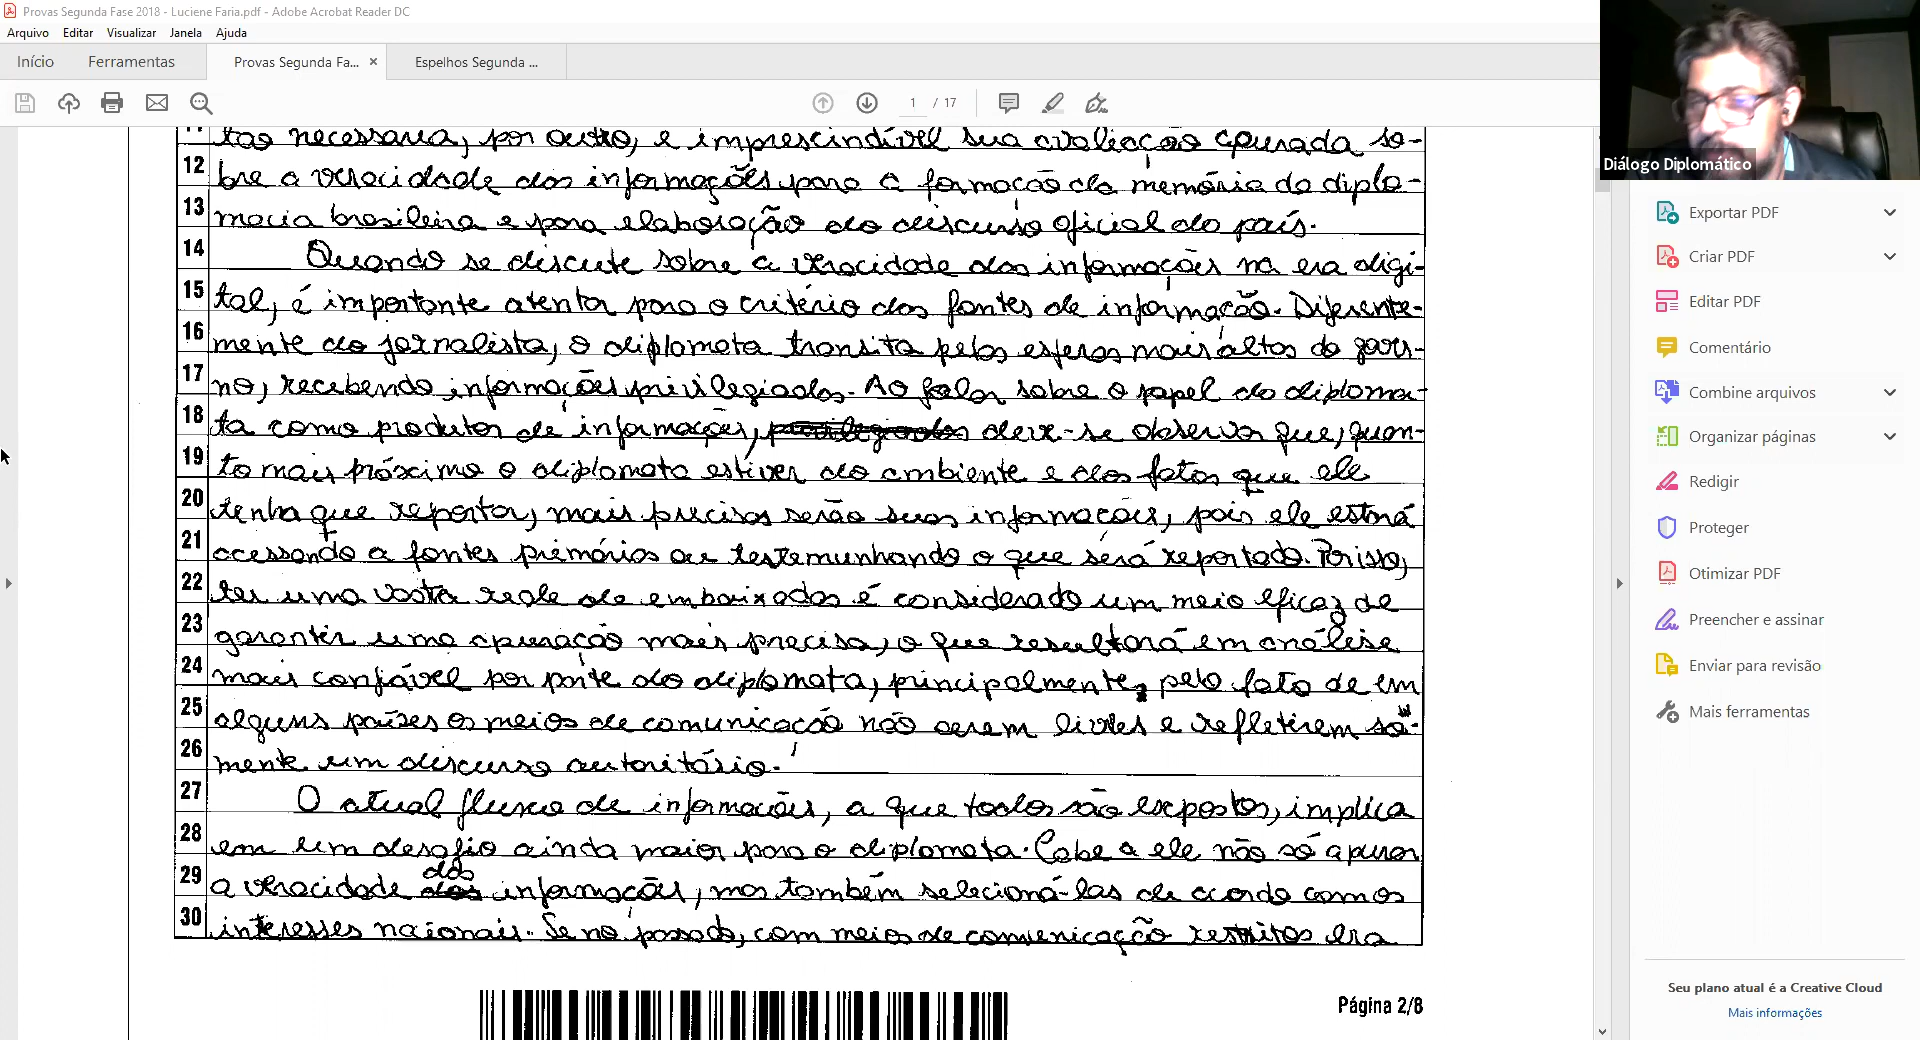 Provas Segunda Fase 2018 - Luciene Faria.pdf - Adobe Acrobat Reader DC
Arquivo Editar Visualizar Janela Ajuda
Início Ferramentas Provas Segunda Fa... × Espelhos Segunda ...
1 / 17
Diálogo Diplomático
11 tão necessária, por outro, é imprescindível sua avaliação apurada so-
12 bre a veracidade das informações para a formação da memória da diplo-
13 macia brasileira e para elaboração do discurso oficial do país.
14 Quando se discute sobre a veracidade das informações na era digi-
15 tal, é importante atentar para o critério das fontes de informação. Diferente-
16 mente do jornalista, o diplomata transita pelas esferas mais altas do gover-
17 no, recebendo informações privilegiadas. Ao falar sobre o papel do diploma-
18 ta como produtor de informações, privilegiadas deve-se observar que, quan-
19 to mais próximo o diplomata estiver do ambiente e dos fatos que ele
20 tenha que reportar, mais precisas serão suas informações, pois ele estará
21 acessando a fontes primárias ou testemunhando o que será reportado. Por isso,
22 ter uma vasta rede de embaixadas é considerado um meio eficaz de
23 garantir uma apuração mais precisa, o que resultará em análise
24 mais confiável por parte do diplomata, principalmente, pelo fato de em
25 alguns países os meios de comunicação não serem livres e refletirem so-
26 mente um discurso autoritário.
27 O atual fluxo de informações, a que todos são expostos, implica
28 em um desafio ainda maior para o diplomata. Cabe a ele não só apurar
29 a veracidade das informações, mas também selecioná-las de acordo com os
30 interesses nacionais. Se no passado, com meios de comunicação restritos era
Página 2/8
Exportar PDF
Criar PDF
Editar PDF
Comentário
Combine arquivos
Organizar páginas
Redigir
Proteger
Otimizar PDF
Preencher e assinar
Enviar para revisão
Mais ferramentas
Seu plano atual é a Creative Cloud
Mais informações